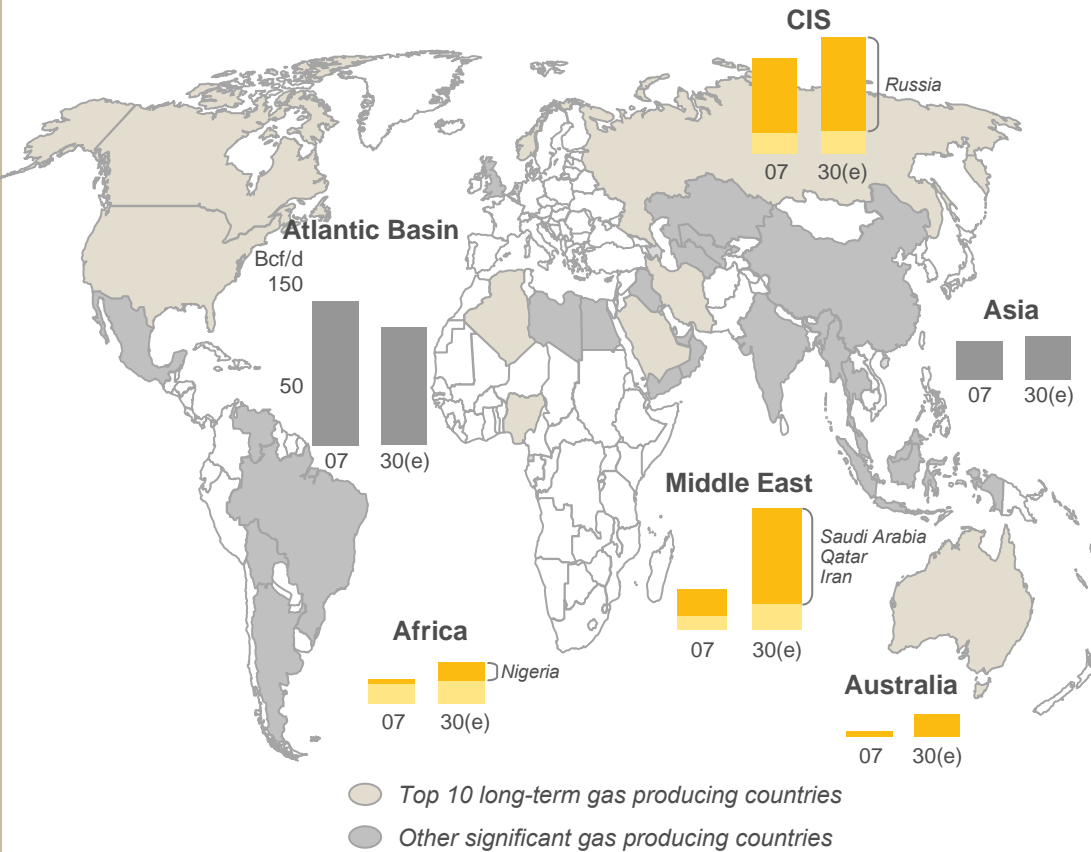 CIS
Russia
07
30(e)
Atlantic Basin
Bcf/d
150
50
07
30(e)
Asia
07
30(e)
Middle East
Saudi Arabia
Qatar
Iran
07
30(e)
Africa
Nigeria
07
30(e)
Australia
07
30(e)
Top 10 long-term gas producing countries
Other significant gas producing countries